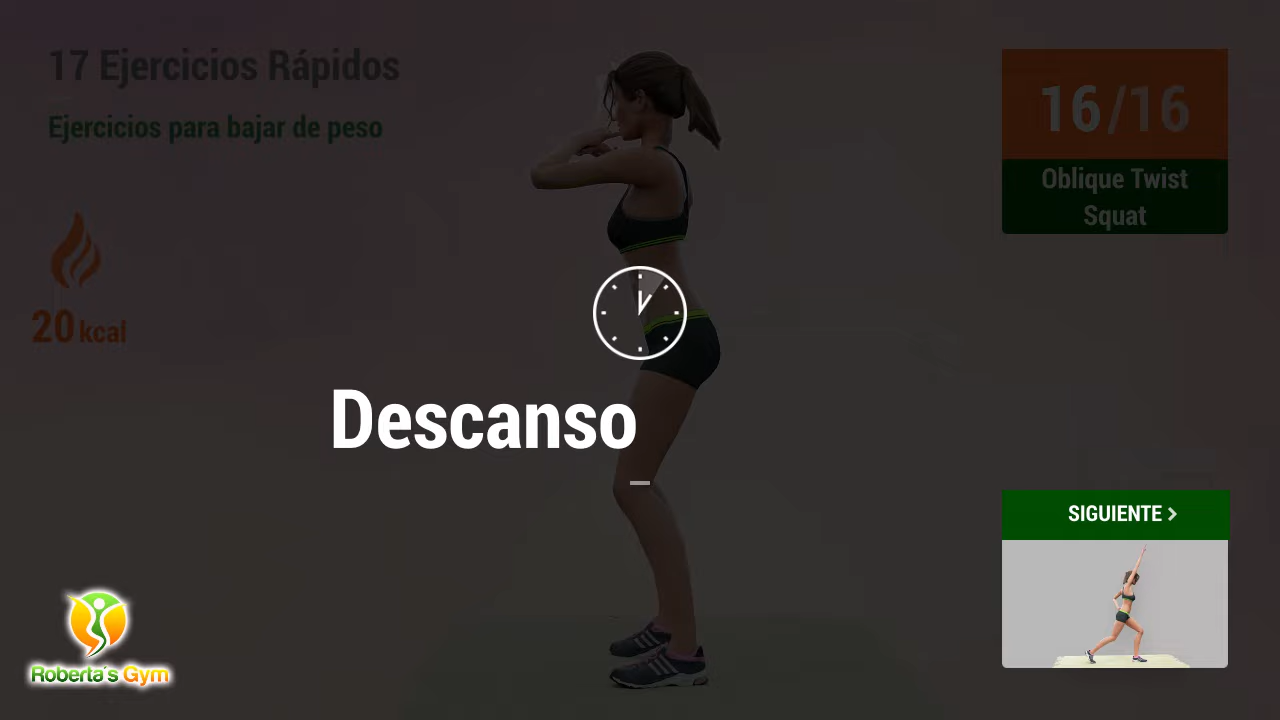 17 Ejercicios Rápidos
Ejercicios para bajar de peso
16/16
Oblique Twist
Squat
20 kcal
Descanso
SIGUIENTE
Roberta´s Gym